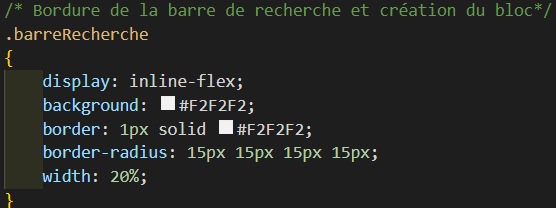 /* Bordure de la barre de recherche et création du bloc*/
.barreRecherche
{
    display: inline-flex;
    background: #F2F2F2;
    border: 1px solid #F2F2F2;
    border-radius: 15px 15px 15px 15px;
    width: 20%;
}